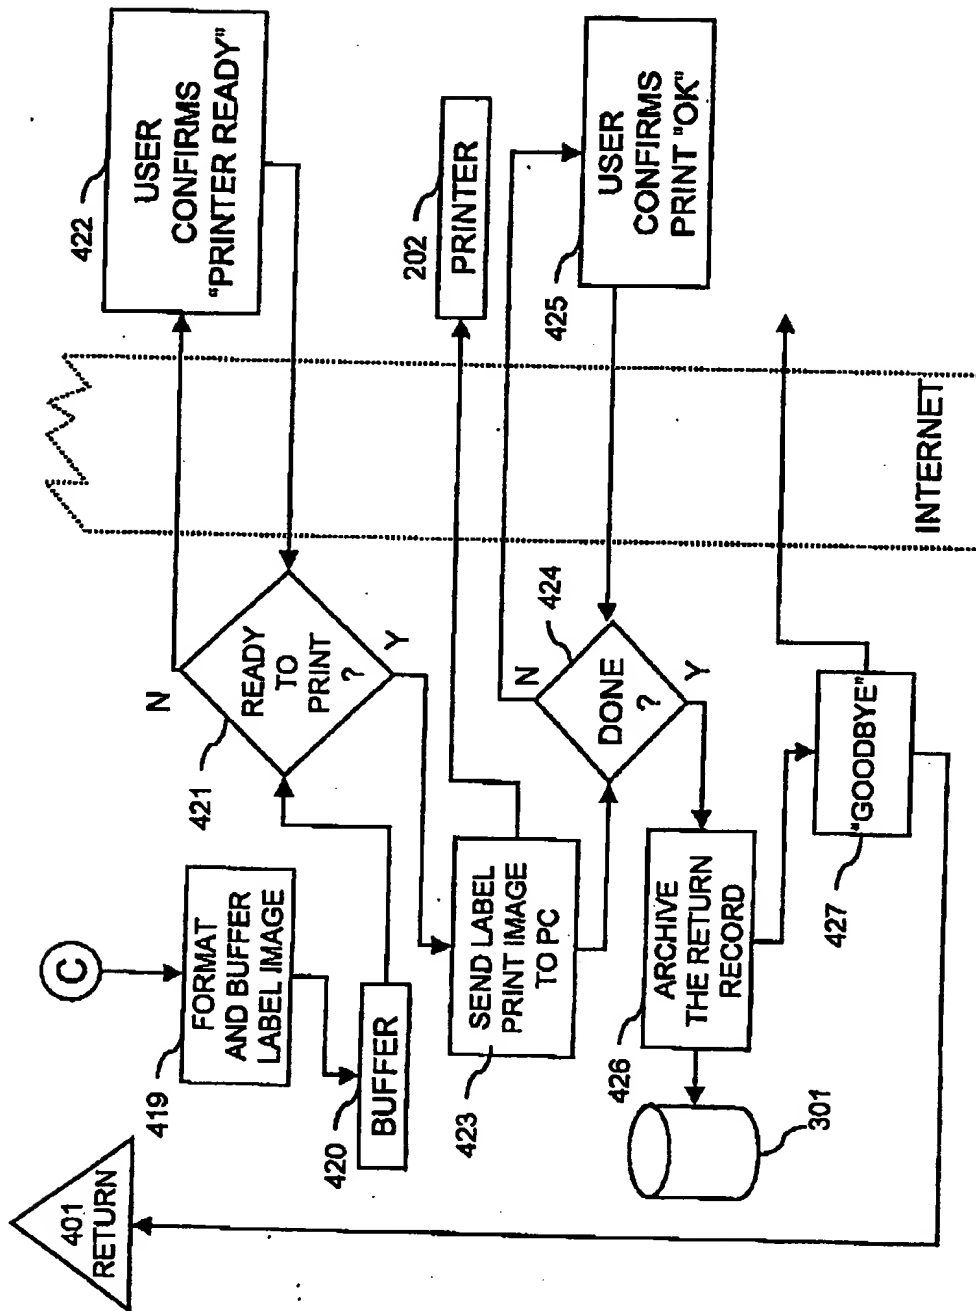 401
RETURN
C
419
FORMAT
AND BUFFER
LABEL IMAGE
420
BUFFER
421
READY
TO
PRINT
?
N
Y
422
USER
CONFIRMS
"PRINTER READY"
423
SEND LABEL
PRINT IMAGE
TO PC
202
PRINTER
424
DONE
?
N
Y
425
USER
CONFIRMS
PRINT "OK"
426
ARCHIVE
THE RETURN
RECORD
301
427
"GOODBYE"
INTERNET